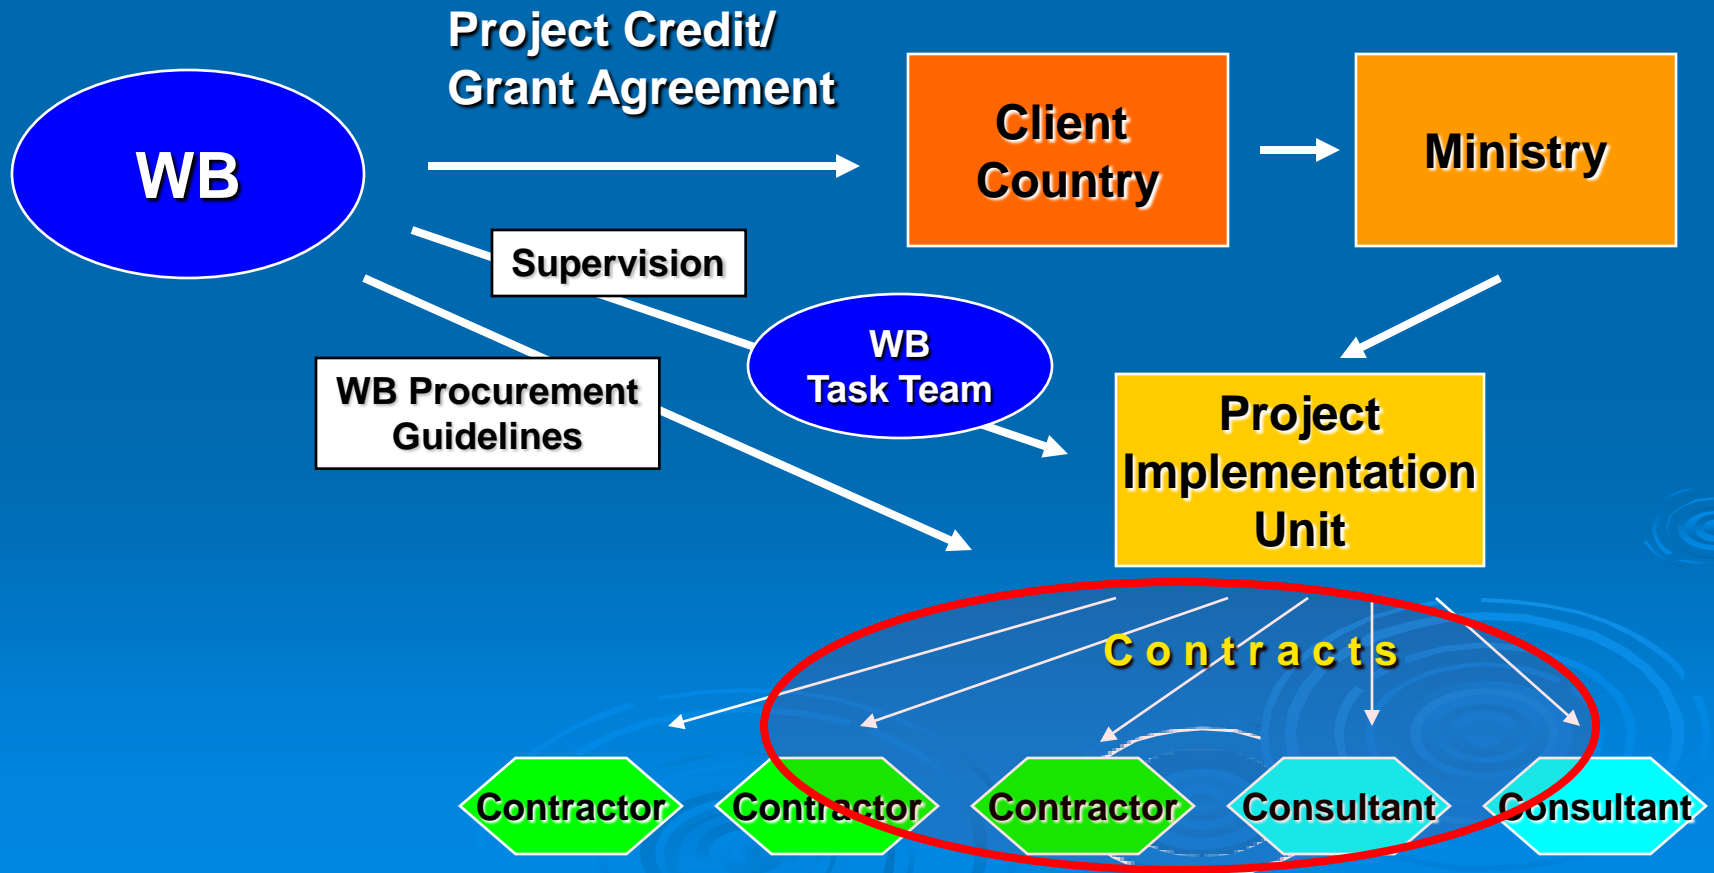 Project Credit/
Grant Agreement
WB
Client
Country
Ministry
Supervision
WB
Task Team
WB Procurement
Guidelines
Project
Implementation
Unit
Contracts
Contractor
Contractor
Contractor
Consultant
Consultant